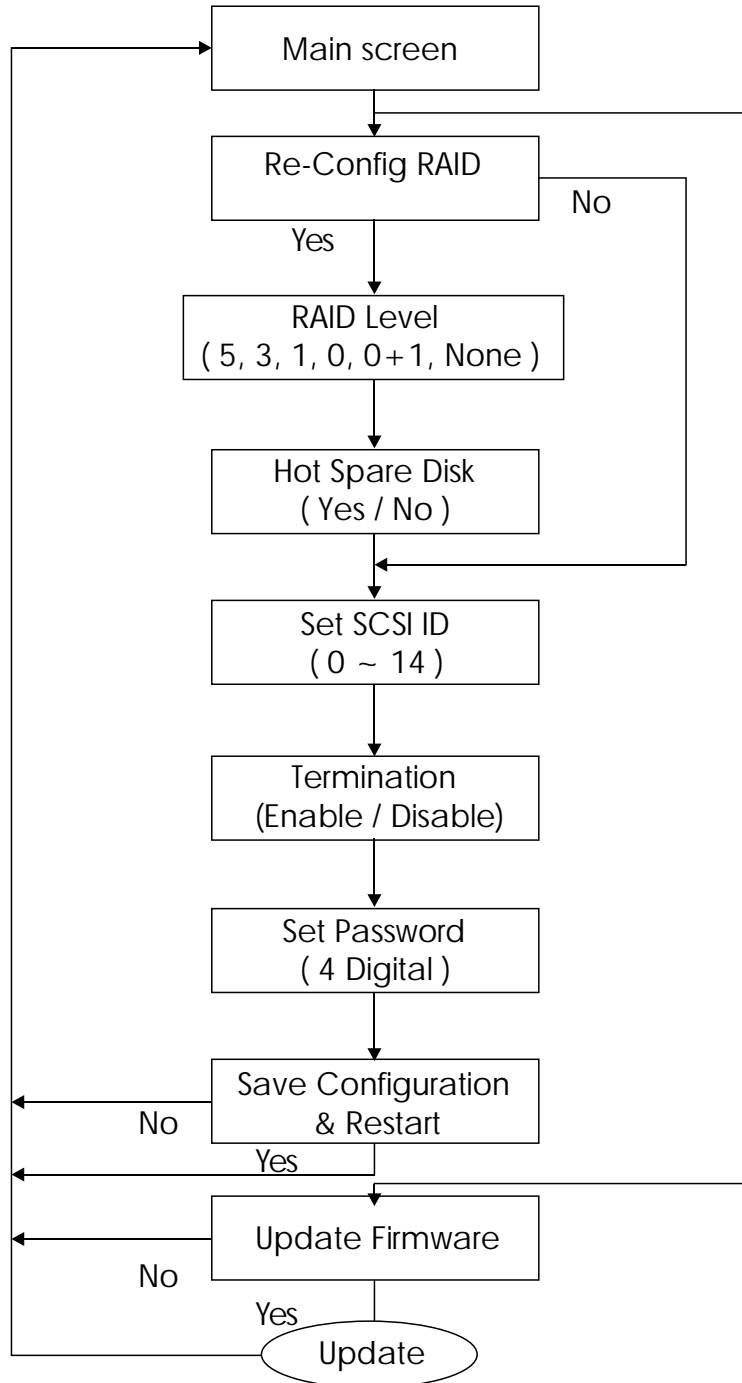 Main screen
Re-Config RAID
No
Yes
RAID Level
( 5, 3, 1, 0, 0+1, None )
Hot Spare Disk
( Yes / No )
Set SCSI ID
( 0 ~ 14 )
Termination
(Enable / Disable)
Set Password
( 4 Digital )
Save Configuration
& Restart
No
Yes
Update Firmware
No
Yes
Update